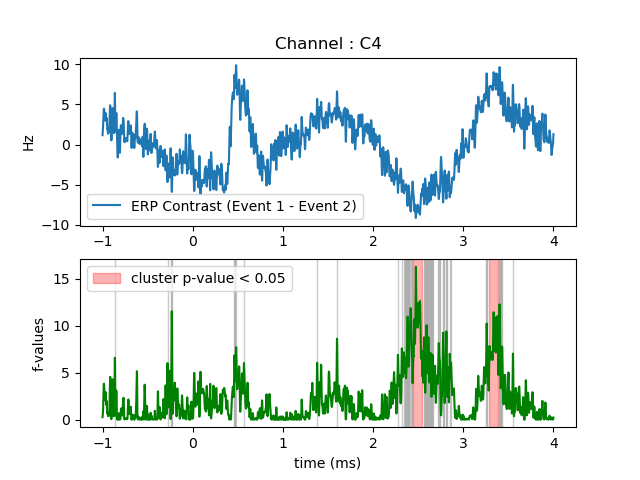 Channel : C4
10
5
0
−5
−10
Hz
ERP Contrast (Event 1 - Event 2)
−1 0 1 2 3 4
15
10
5
0
f-values
cluster p-value < 0.05
−1 0 1 2 3 4
time (ms)